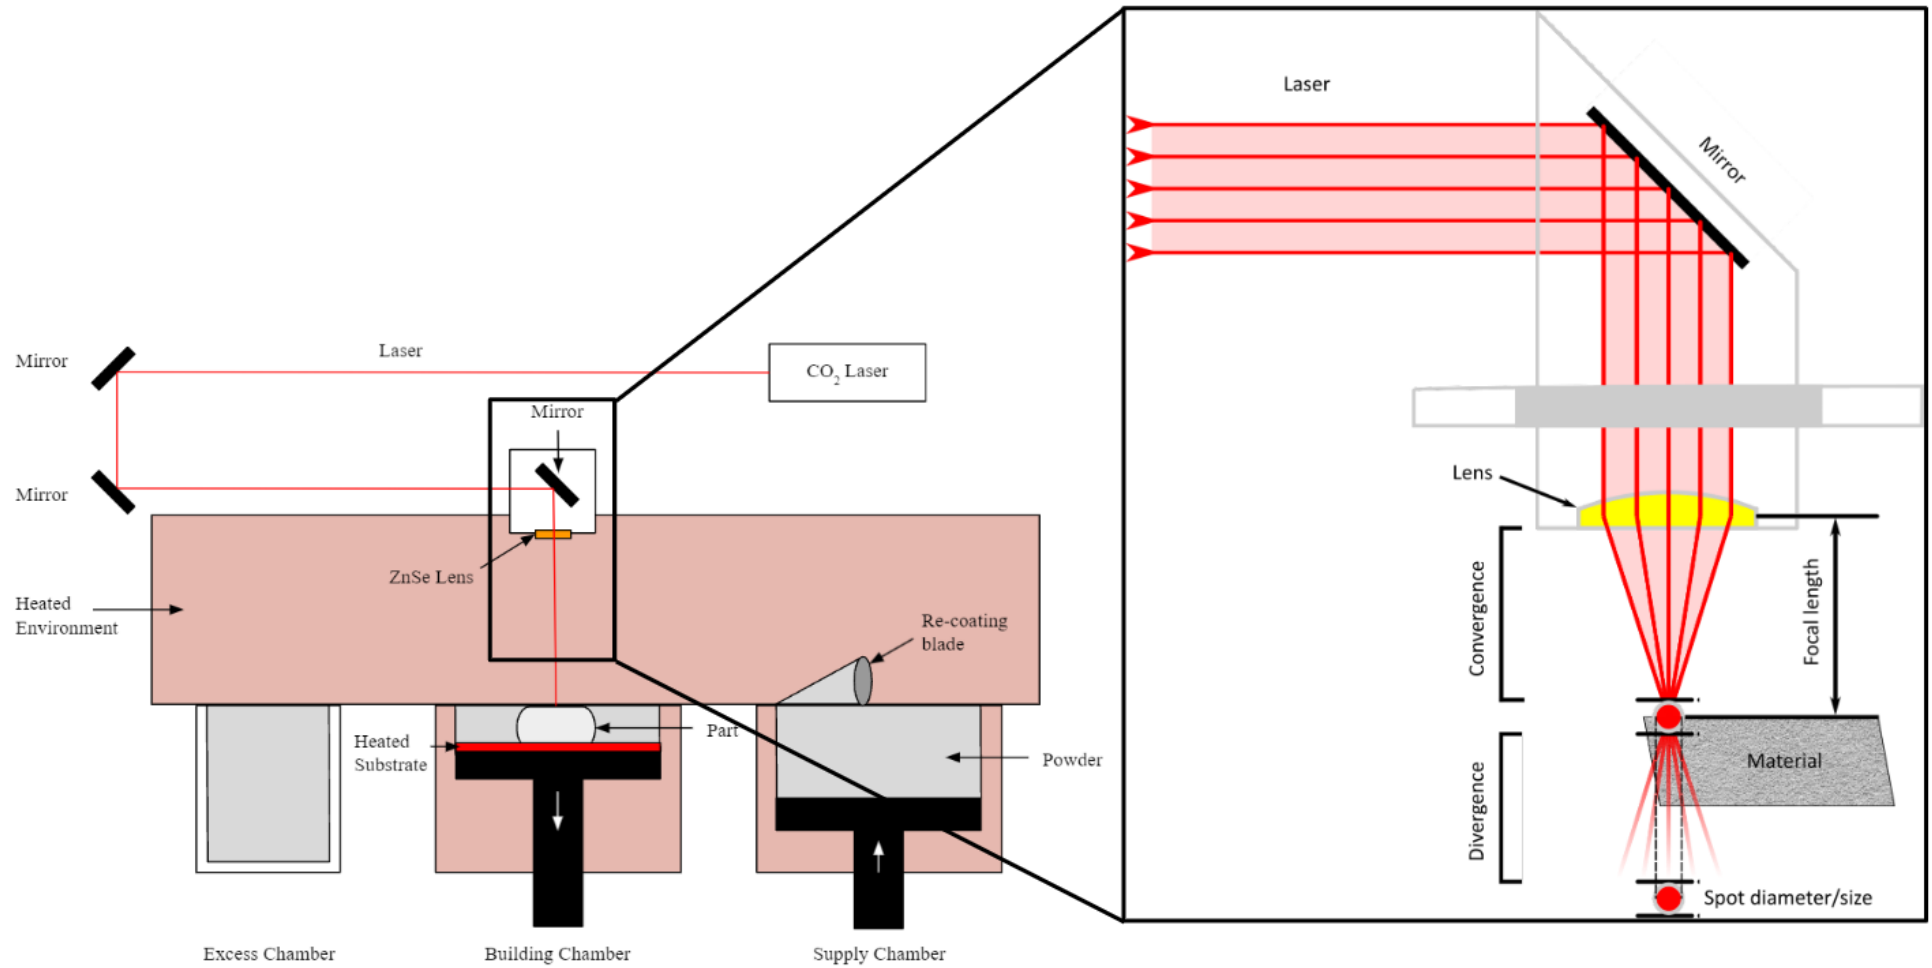 Mirror
Laser
CO2 Laser
Mirror
Mirror
ZnSe Lens
Heated
Environment
Re-coating
blade
Heated
Substrate
Part
Powder
Excess Chamber
Building Chamber
Supply Chamber
Laser
Mirror
Lens
Convergence
Focal length
Material
Divergence
Spot diameter/size